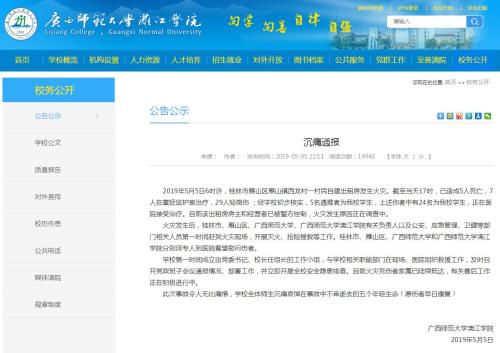 广西师范大学漓江学院
Lijiang College, Guangxi Normal University
向学 向善 自律 自强
请输入关键字
首页 学校概览 机构设置 人力资源 人才培养 招生就业 对外开放 图书档案 公共服务 党群工作 至善漓院 校务公开
校务公开
您现在的位置：首页 >> 校务公开
公告公示
公告公示
学校公文
质量报告
对外宣传
校历作息
公共电话
媒体漓院
规章制度
沉痛通报
来源： 作者： 发布时间：2019-05-05 22:11 阅读次数：14940 【字体 大 | 小 】
2019年5月5日6时许，桂林市雁山区雁山镇西龙村一村民自建出租房发生火灾。截至当天17时，已造成5人死亡，7
人在重症监护室治疗，29人轻微伤；经学校初步核实，5名遇难者为我校学生，上述伤者中有24名为我校学生，正在医
院接受治疗。目前该出租房房主和经营者已被警方控制，火灾发生原因正在调查中。
火灾发生后，桂林市、雁山区、广西师范大学、广西师范大学漓江学院有关负责人以及公安、应急管理、卫健等部
门相关人员第一时间赶到火灾现场，开展灭火、抢险搜救等工作。桂林市、雁山区、广西师范大学和广西师范大学漓江
学院分别派专人到医院看望慰问伤者。
学校第一时间成立由党委书记、校长任组长的工作小组，与学校相关职能部门在现场、医院组织救援工作，及时召
开党政班子会议通报情况、部署工作，并立即开展全校安全隐患排查。目前火灾死伤者家属已陆续抵达，有关善后工作
正在积极进行中。
此次事故令人无比痛惜，学校全体师生沉痛哀悼在事故中不幸逝去的五个年轻生命！愿伤者早日康复！
广西师范大学漓江学院
2019年5月5日